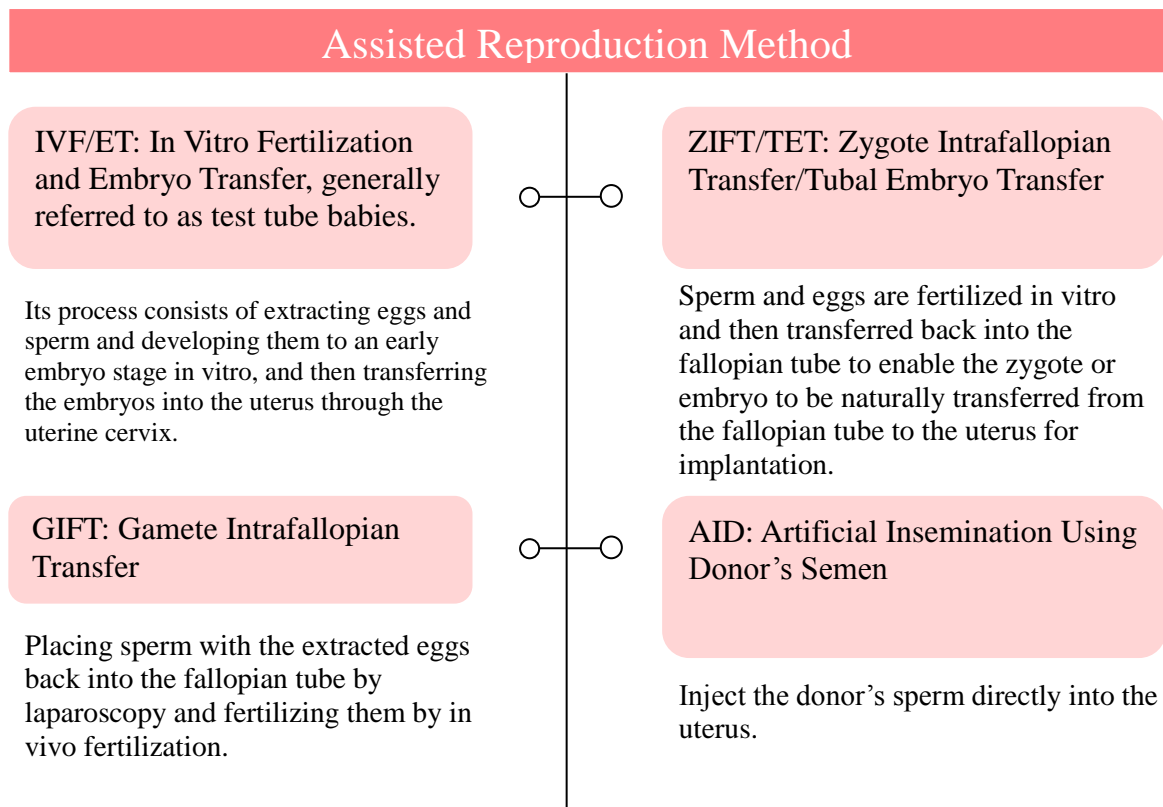 Assisted Reproduction Method
IVF/ET: In Vitro Fertilization
and Embryo Transfer, generally
referred to as test tube babies.
Its process consists of extracting eggs and
sperm and developing them to an early
embryo stage in vitro, and then transferring
the embryos into the uterus through the
uterine cervix.
ZIFT/TET: Zygote Intrafallopian
Transfer/Tubal Embryo Transfer
Sperm and eggs are fertilized in vitro
and then transferred back into the
fallopian tube to enable the zygote or
embryo to be naturally transferred from
the fallopian tube to the uterus for
implantation.
GIFT: Gamete Intrafallopian
Transfer
Placing sperm with the extracted eggs
back into the fallopian tube by
laparoscopy and fertilizing them by in
vivo fertilization.
AID: Artificial Insemination Using
Donor’s Semen
Inject the donor’s sperm directly into the
uterus.